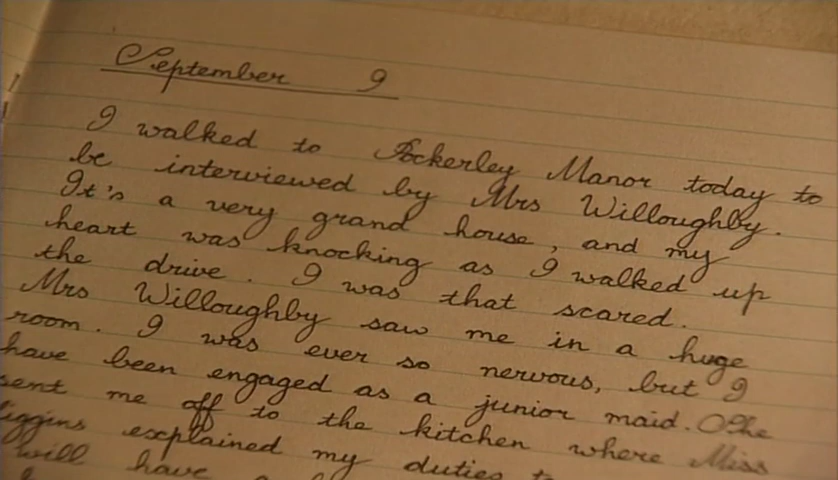 September 9
I walked to Pockerley Manor today to
be interviewed by Mrs Willoughby.
It's a very grand house, and my
heart was knocking as I walked up
the drive. I was that scared.
Mrs Willoughby saw me in a huge
room. I was ever so nervous, but I
have been engaged as a junior maid. She
sent me off to the kitchen where Miss
explained my duties to
will have a